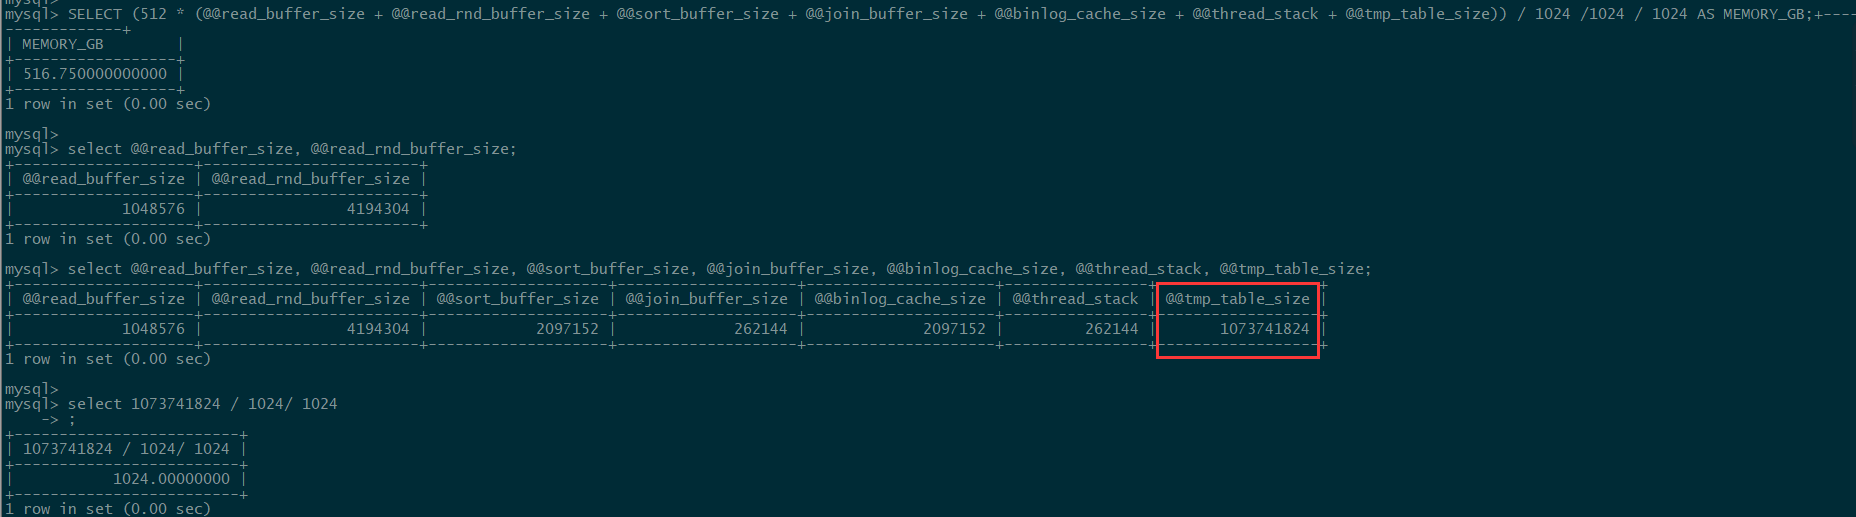 mysql>
mysql> SELECT (512 * (@@read_buffer_size + @@read_rnd_buffer_size + @@sort_buffer_size + @@join_buffer_size + @@binlog_cache_size + @@thread_stack + @@tmp_table_size)) / 1024 /1024 / 1024 AS MEMORY_GB;+----
--------------+
| MEMORY_GB        |
+------------------+
| 516.750000000000 |
+------------------+
1 row in set (0.00 sec)
mysql>
mysql> select @@read_buffer_size, @@read_rnd_buffer_size;
+--------------------+------------------------+
| @@read_buffer_size | @@read_rnd_buffer_size |
+--------------------+------------------------+
|            1048576 |                4194304 |
+--------------------+------------------------+
1 row in set (0.00 sec)
mysql> select @@read_buffer_size, @@read_rnd_buffer_size, @@sort_buffer_size, @@join_buffer_size, @@binlog_cache_size, @@thread_stack, @@tmp_table_size;
+--------------------+------------------------+--------------------+--------------------+---------------------+----------------+------------------+
| @@read_buffer_size | @@read_rnd_buffer_size | @@sort_buffer_size | @@join_buffer_size | @@binlog_cache_size | @@thread_stack | @@tmp_table_size |
+--------------------+------------------------+--------------------+--------------------+---------------------+----------------+------------------+
|            1048576 |                4194304 |            2097152 |             262144 |             2097152 |         262144 |       1073741824 |
+--------------------+------------------------+--------------------+--------------------+---------------------+----------------+------------------+
1 row in set (0.00 sec)
mysql>
mysql> select 1073741824 / 1024/ 1024
    -> ;
+-------------------------+
| 1073741824 / 1024/ 1024 |
+-------------------------+
|           1024.00000000 |
+-------------------------+
1 row in set (0.00 sec)